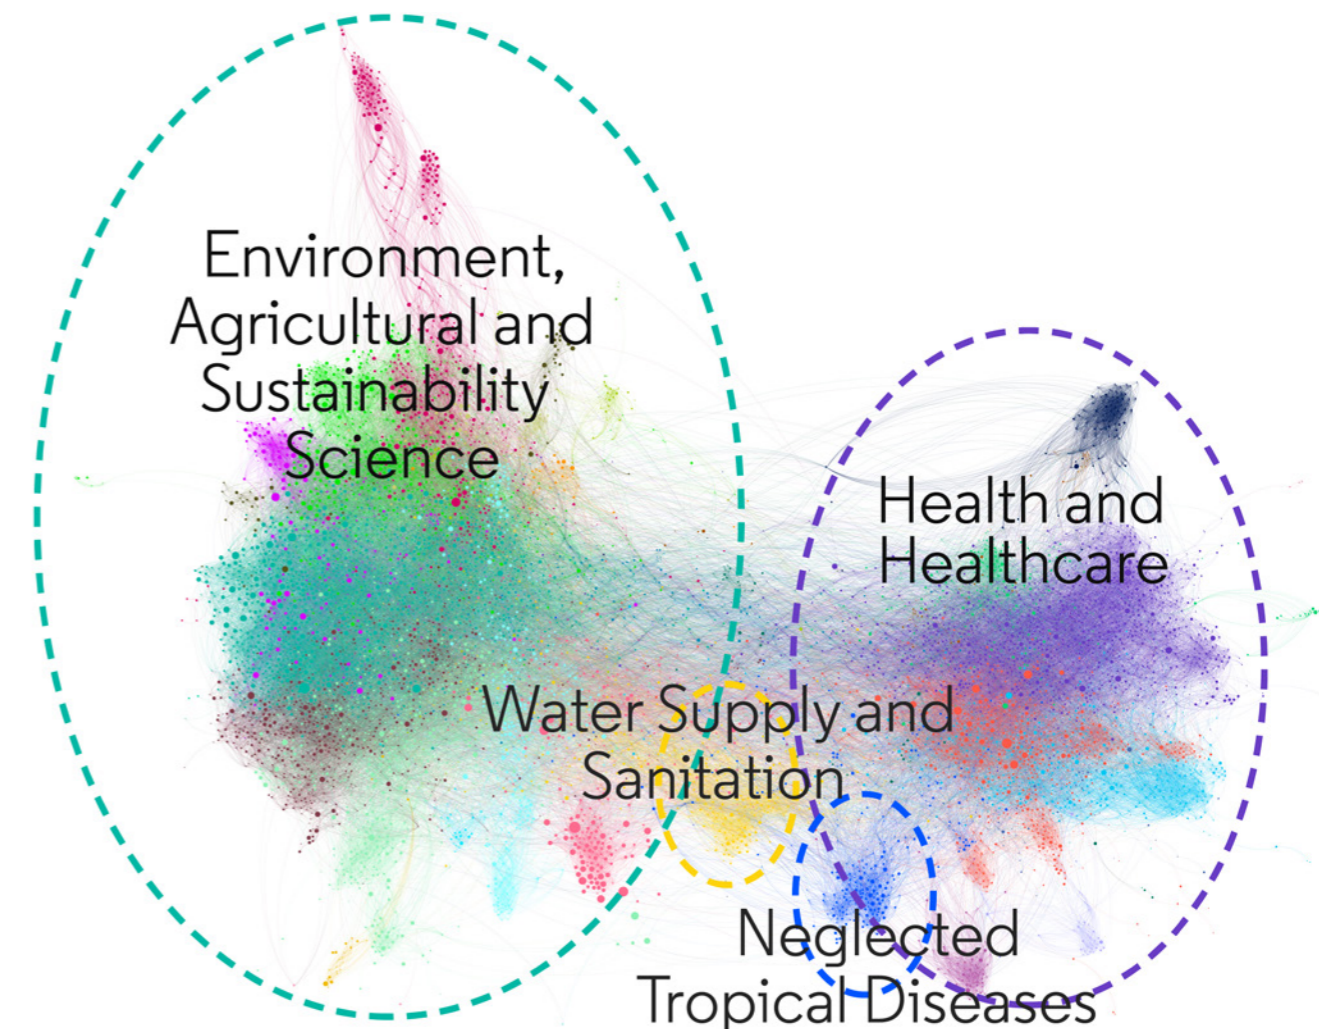 Environment,
Agricultural and
Sustainability
Science
Health and
Healthcare
Water Supply and
Sanitation
Neglected
Tropical Diseases